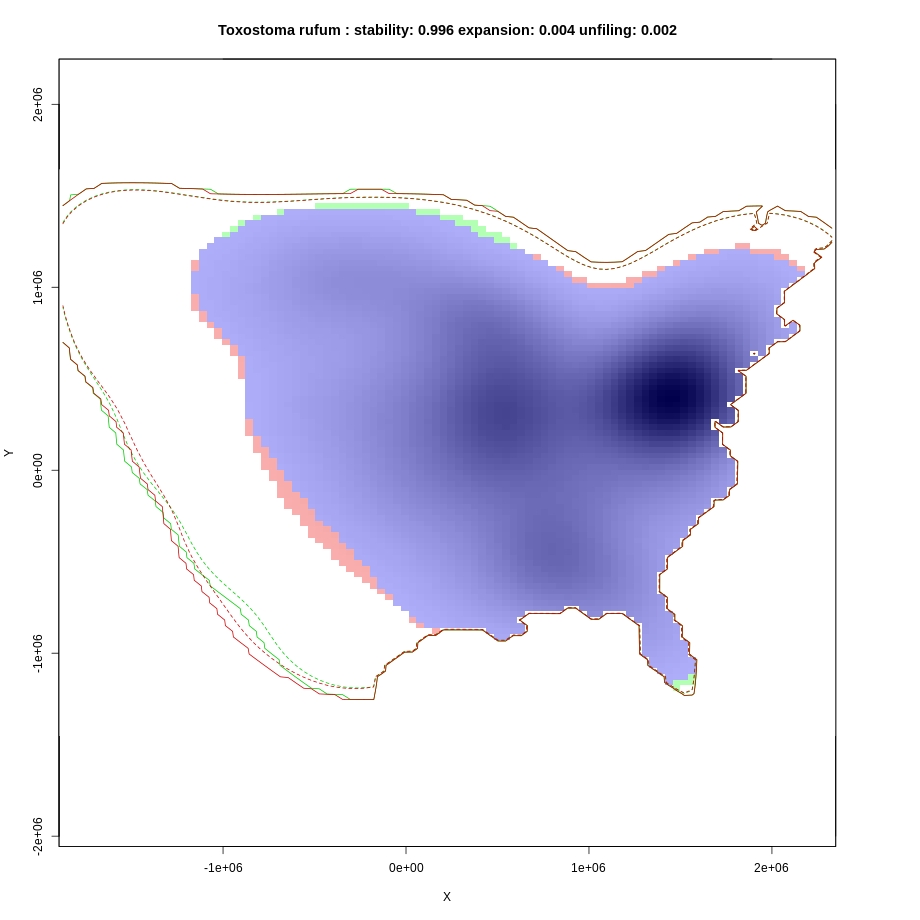 Toxostoma rufum : stability: 0.996 expansion: 0.004 unfiling: 0.002
2e+06
1e+06
0e+00
-1e+06
-2e+06
Y
-1e+06 0e+00 1e+06 2e+06
X